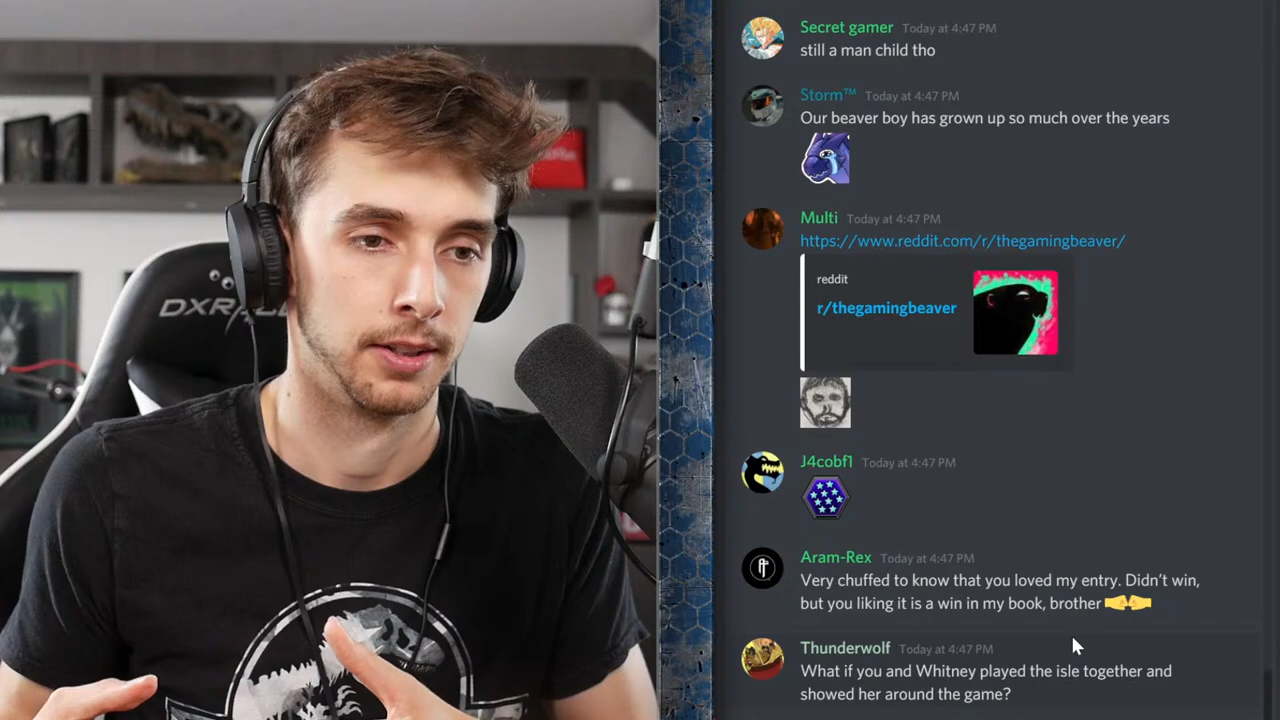 DXRACE
Secret gamer Today at 4:47 PM
still a man child tho
Storm™ Today at 4:47 PM
Our beaver boy has grown up so much over the years
Multi Today at 4:47 PM
https://www.reddit.com/r/thegamingbeaver/
reddit
r/thegamingbeaver
J4cobf1 Today at 4:47 PM
Aram-Rex Today at 4:47 PM
Very chuffed to know that you loved my entry. Didn't win,
but you liking it is a win in my book, brother
Thunderwolf Today at 4:47 PM
What if you and Whitney played the isle together and
showed her around the game?